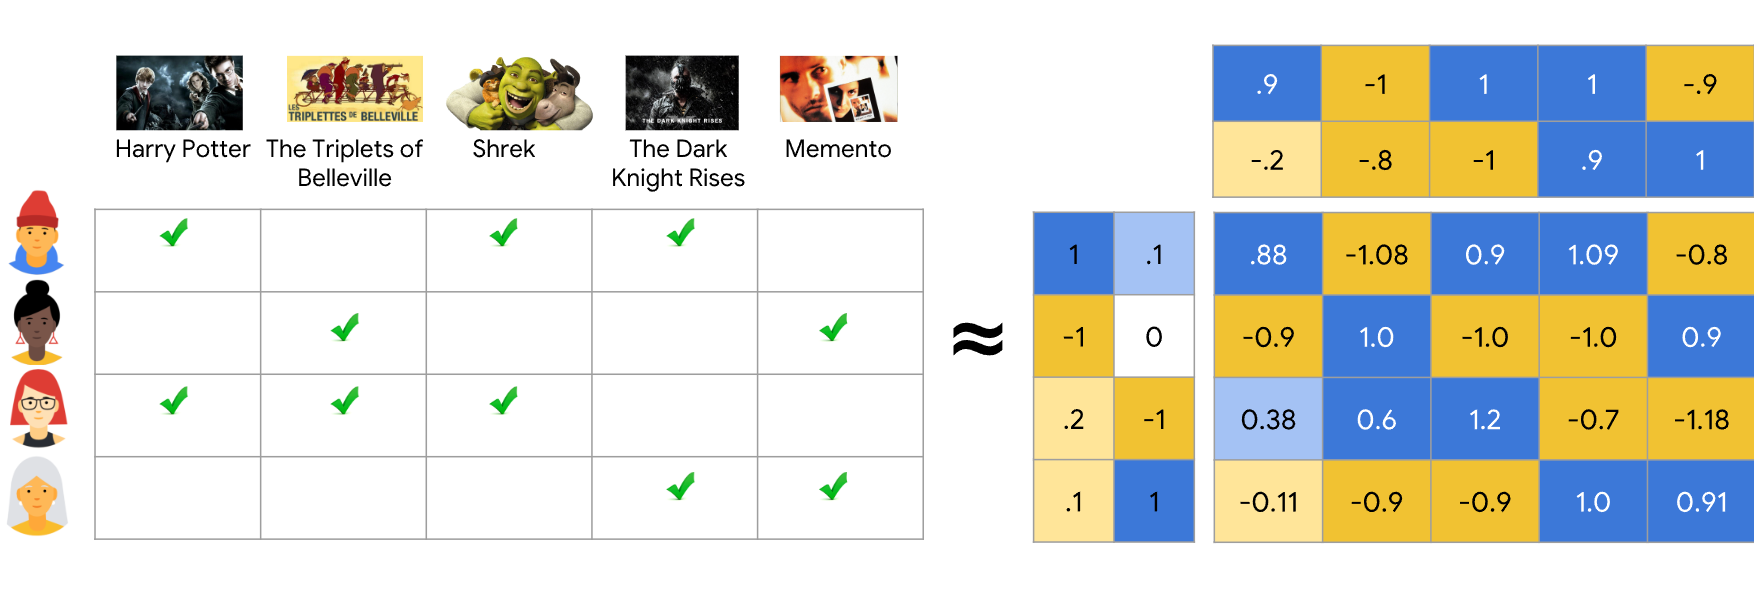 LES
TRIPLETTES DE BELLEVILLE
THE DARK KNIGHT RISES
Harry Potter
The Triplets of
Belleville
Shrek
The Dark
Knight Rises
Memento
.9 -1 1 1 -.9
-.2 -.8 -1 .9 1
≈
1 .1
-1 0
.2 -1
.1 1
.88 -1.08 0.9 1.09 -0.8
-0.9 1.0 -1.0 -1.0 0.9
0.38 0.6 1.2 -0.7 -1.18
-0.11 -0.9 -0.9 1.0 0.91